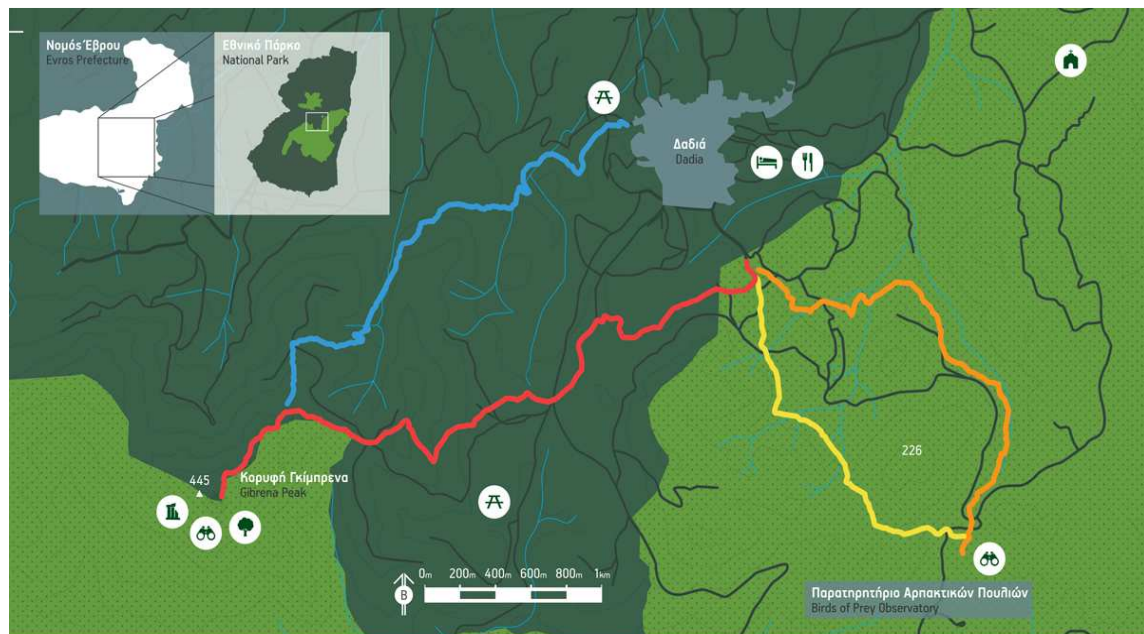 Νομός Έβρου
Evros Prefecture
Εθνικό Πάρκο
National Park
Δαδιά
Dadia
226
445
Κορυφή Γκίμπρενα
Gibrena Peak
0m 200m 400m 600m 800m 1km
Β
Παρατηρητήριο Αρπακτικών Πουλιών
Birds of Prey Observatory